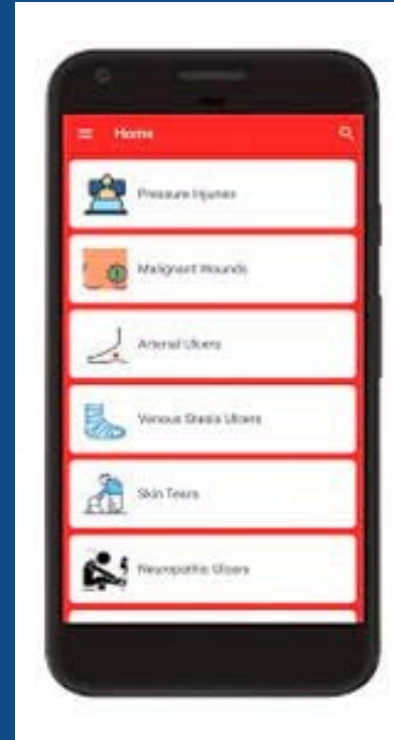 Home
Pressure Injuries
Malignant Wounds
Arterial Ulcers
Venous Stasis Ulcers
Skin Tears
Neuropathic Ulcers